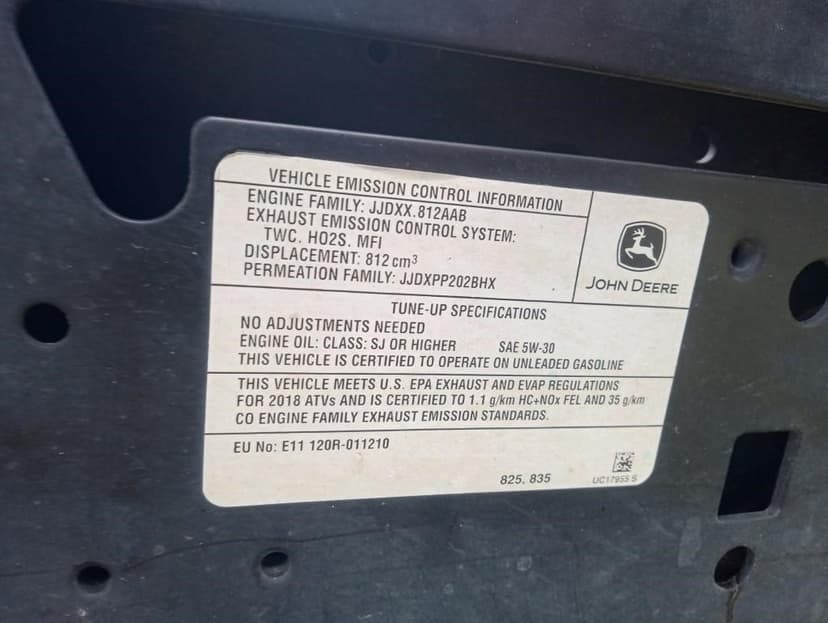 VEHICLE EMISSION CONTROL INFORMATION
ENGINE FAMILY: JJDXX.812AAB
EXHAUST EMISSION CONTROL SYSTEM:
TWC. HO2S. MFI
DISPLACEMENT: 812 cm³
PERMEATION FAMILY: JJDXPP202BHX
JOHN DEERE
TUNE-UP SPECIFICATIONS
NO ADJUSTMENTS NEEDED
ENGINE OIL: CLASS: SJ OR HIGHER SAE 5W-30
THIS VEHICLE IS CERTIFIED TO OPERATE ON UNLEADED GASOLINE
THIS VEHICLE MEETS U.S. EPA EXHAUST AND EVAP REGULATIONS
FOR 2018 ATVs AND IS CERTIFIED TO 1.1 g/km HC+NOx FEL AND 35 g/km
CO ENGINE FAMILY EXHAUST EMISSION STANDARDS.
EU No: E11 120R-011210
825, 835
UC17955 S